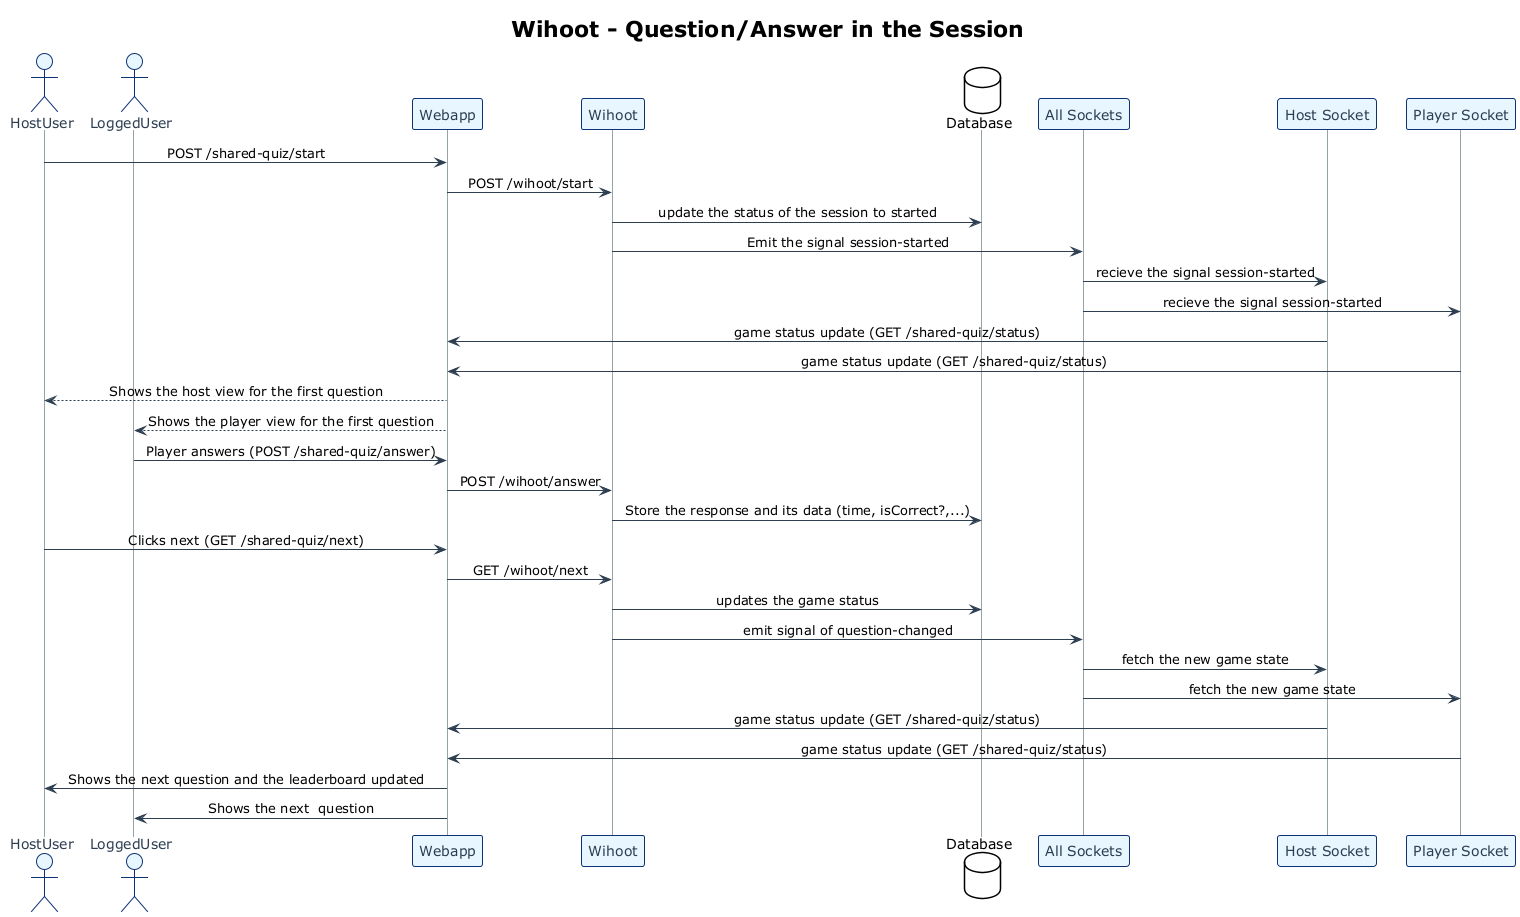 Wihoot - Question/Answer in the Session
HostUser
LoggedUser
Webapp
Wihoot
Database
All Sockets
Host Socket
Player Socket
POST /shared-quiz/start
POST /wihoot/start
update the status of the session to started
Emit the signal session-started
recieve the signal session-started
recieve the signal session-started
game status update (GET /shared-quiz/status)
game status update (GET /shared-quiz/status)
Shows the host view for the first question
Shows the player view for the first question
Player answers (POST /shared-quiz/answer)
POST /wihoot/answer
Store the response and its data (time, isCorrect?,...)
Clicks next (GET /shared-quiz/next)
GET /wihoot/next
updates the game status
emit signal of question-changed
fetch the new game state
fetch the new game state
game status update (GET /shared-quiz/status)
game status update (GET /shared-quiz/status)
Shows the next question and the leaderboard updated
Shows the next  question
HostUser
LoggedUser
Webapp
Wihoot
Database
All Sockets
Host Socket
Player Socket